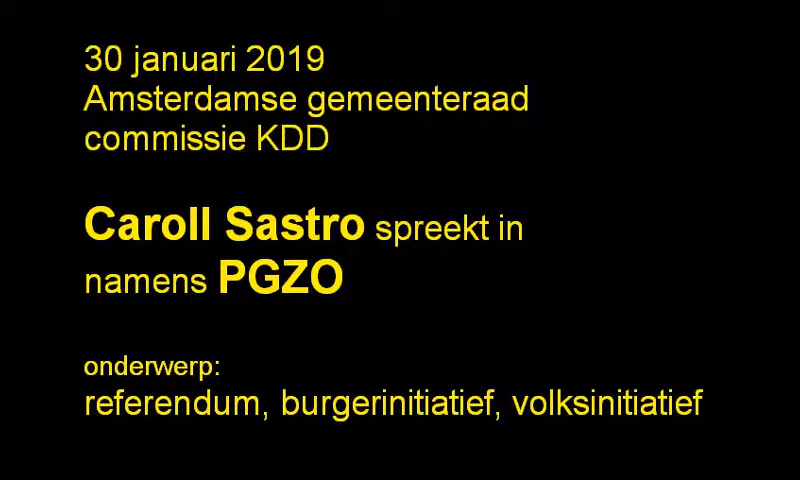 30 januari 2019
Amsterdamse gemeenteraad
commissie KDD
Caroll Sastro spreekt in
namens PGZO
onderwerp:
referendum, burgerinitiatief, volksinitiatief